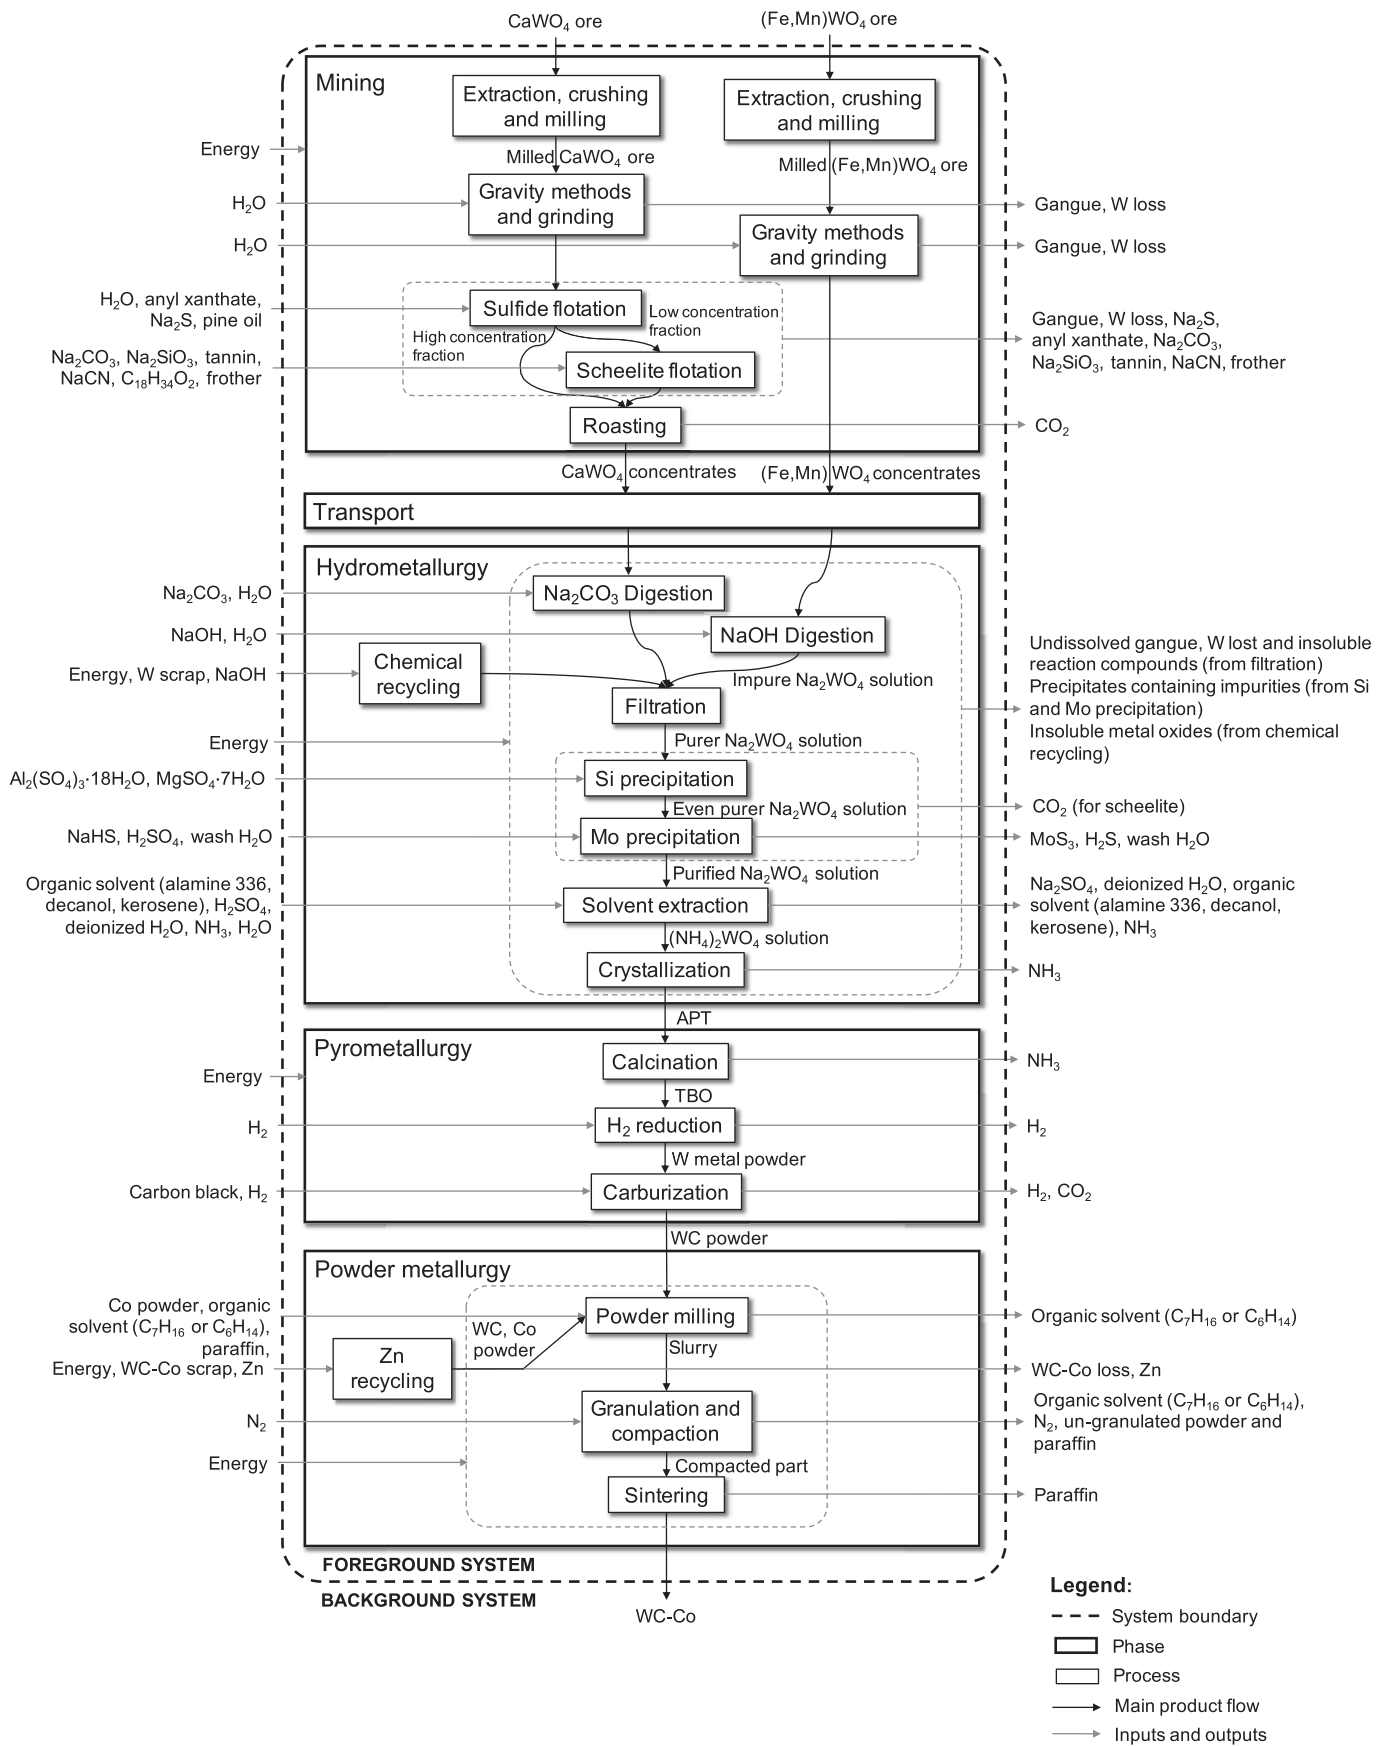 CaWO₄ ore
(Fe,Mn)WO₄ ore
Mining
Extraction, crushing
and milling
Extraction, crushing
and milling
Energy
Milled CaWO₄ ore
Milled (Fe,Mn)WO₄ ore
H₂O
Gravity methods
and grinding
Gangue, W loss
H₂O
Gravity methods
and grinding
Gangue, W loss
H₂O, anyl xanthate,
Na₂S, pine oil
Sulfide flotation
High concentration
fraction
Low concentration
fraction
Gangue, W loss, Na₂S,
anyl xanthate, Na₂CO₃,
Na₂SiO₃, tannin, NaCN, frother
Na₂CO₃, Na₂SiO₃, tannin,
NaCN, C₁₈H₃₄O₂, frother
Scheelite flotation
Roasting
CO₂
CaWO₄ concentrates
(Fe,Mn)WO₄ concentrates
Transport
Hydrometallurgy
Na₂CO₃, H₂O
Na₂CO₃ Digestion
NaOH, H₂O
NaOH Digestion
Energy, W scrap, NaOH
Chemical
recycling
Impure Na₂WO₄ solution
Filtration
Undissolved gangue, W lost and insoluble
reaction compounds (from filtration)
Precipitates containing impurities (from Si
and Mo precipitation)
Insoluble metal oxides (from chemical
recycling)
Energy
Purer Na₂WO₄ solution
Al₂(SO₄)₃·18H₂O, MgSO₄·7H₂O
Si precipitation
Even purer Na₂WO₄ solution
CO₂ (for scheelite)
NaHS, H₂SO₄, wash H₂O
Mo precipitation
MoS₃, H₂S, wash H₂O
Purified Na₂WO₄ solution
Organic solvent (alamine 336,
decanol, kerosene), H₂SO₄,
deionized H₂O, NH₃, H₂O
Solvent extraction
Na₂SO₄, deionized H₂O, organic
solvent (alamine 336, decanol,
kerosene), NH₃
(NH₄)₂WO₄ solution
Crystallization
NH₃
APT
Pyrometallurgy
Calcination
NH₃
Energy
TBO
H₂
H₂ reduction
H₂
W metal powder
Carbon black, H₂
Carburization
H₂, CO₂
WC powder
Powder metallurgy
Co powder, organic
solvent (C₇H₁₆ or C₆H₁₄),
paraffin,
Powder milling
Organic solvent (C₇H₁₆ or C₆H₁₄)
WC, Co
powder
Slurry
Energy, WC-Co scrap, Zn
Zn
recycling
WC-Co loss, Zn
N₂
Granulation and
compaction
Organic solvent (C₇H₁₆ or C₆H₁₄),
N₂, un-granulated powder and
paraffin
Energy
Compacted part
Sintering
Paraffin
FOREGROUND SYSTEM
BACKGROUND SYSTEM
WC-Co
Legend:
System boundary
Phase
Process
Main product flow
Inputs and outputs